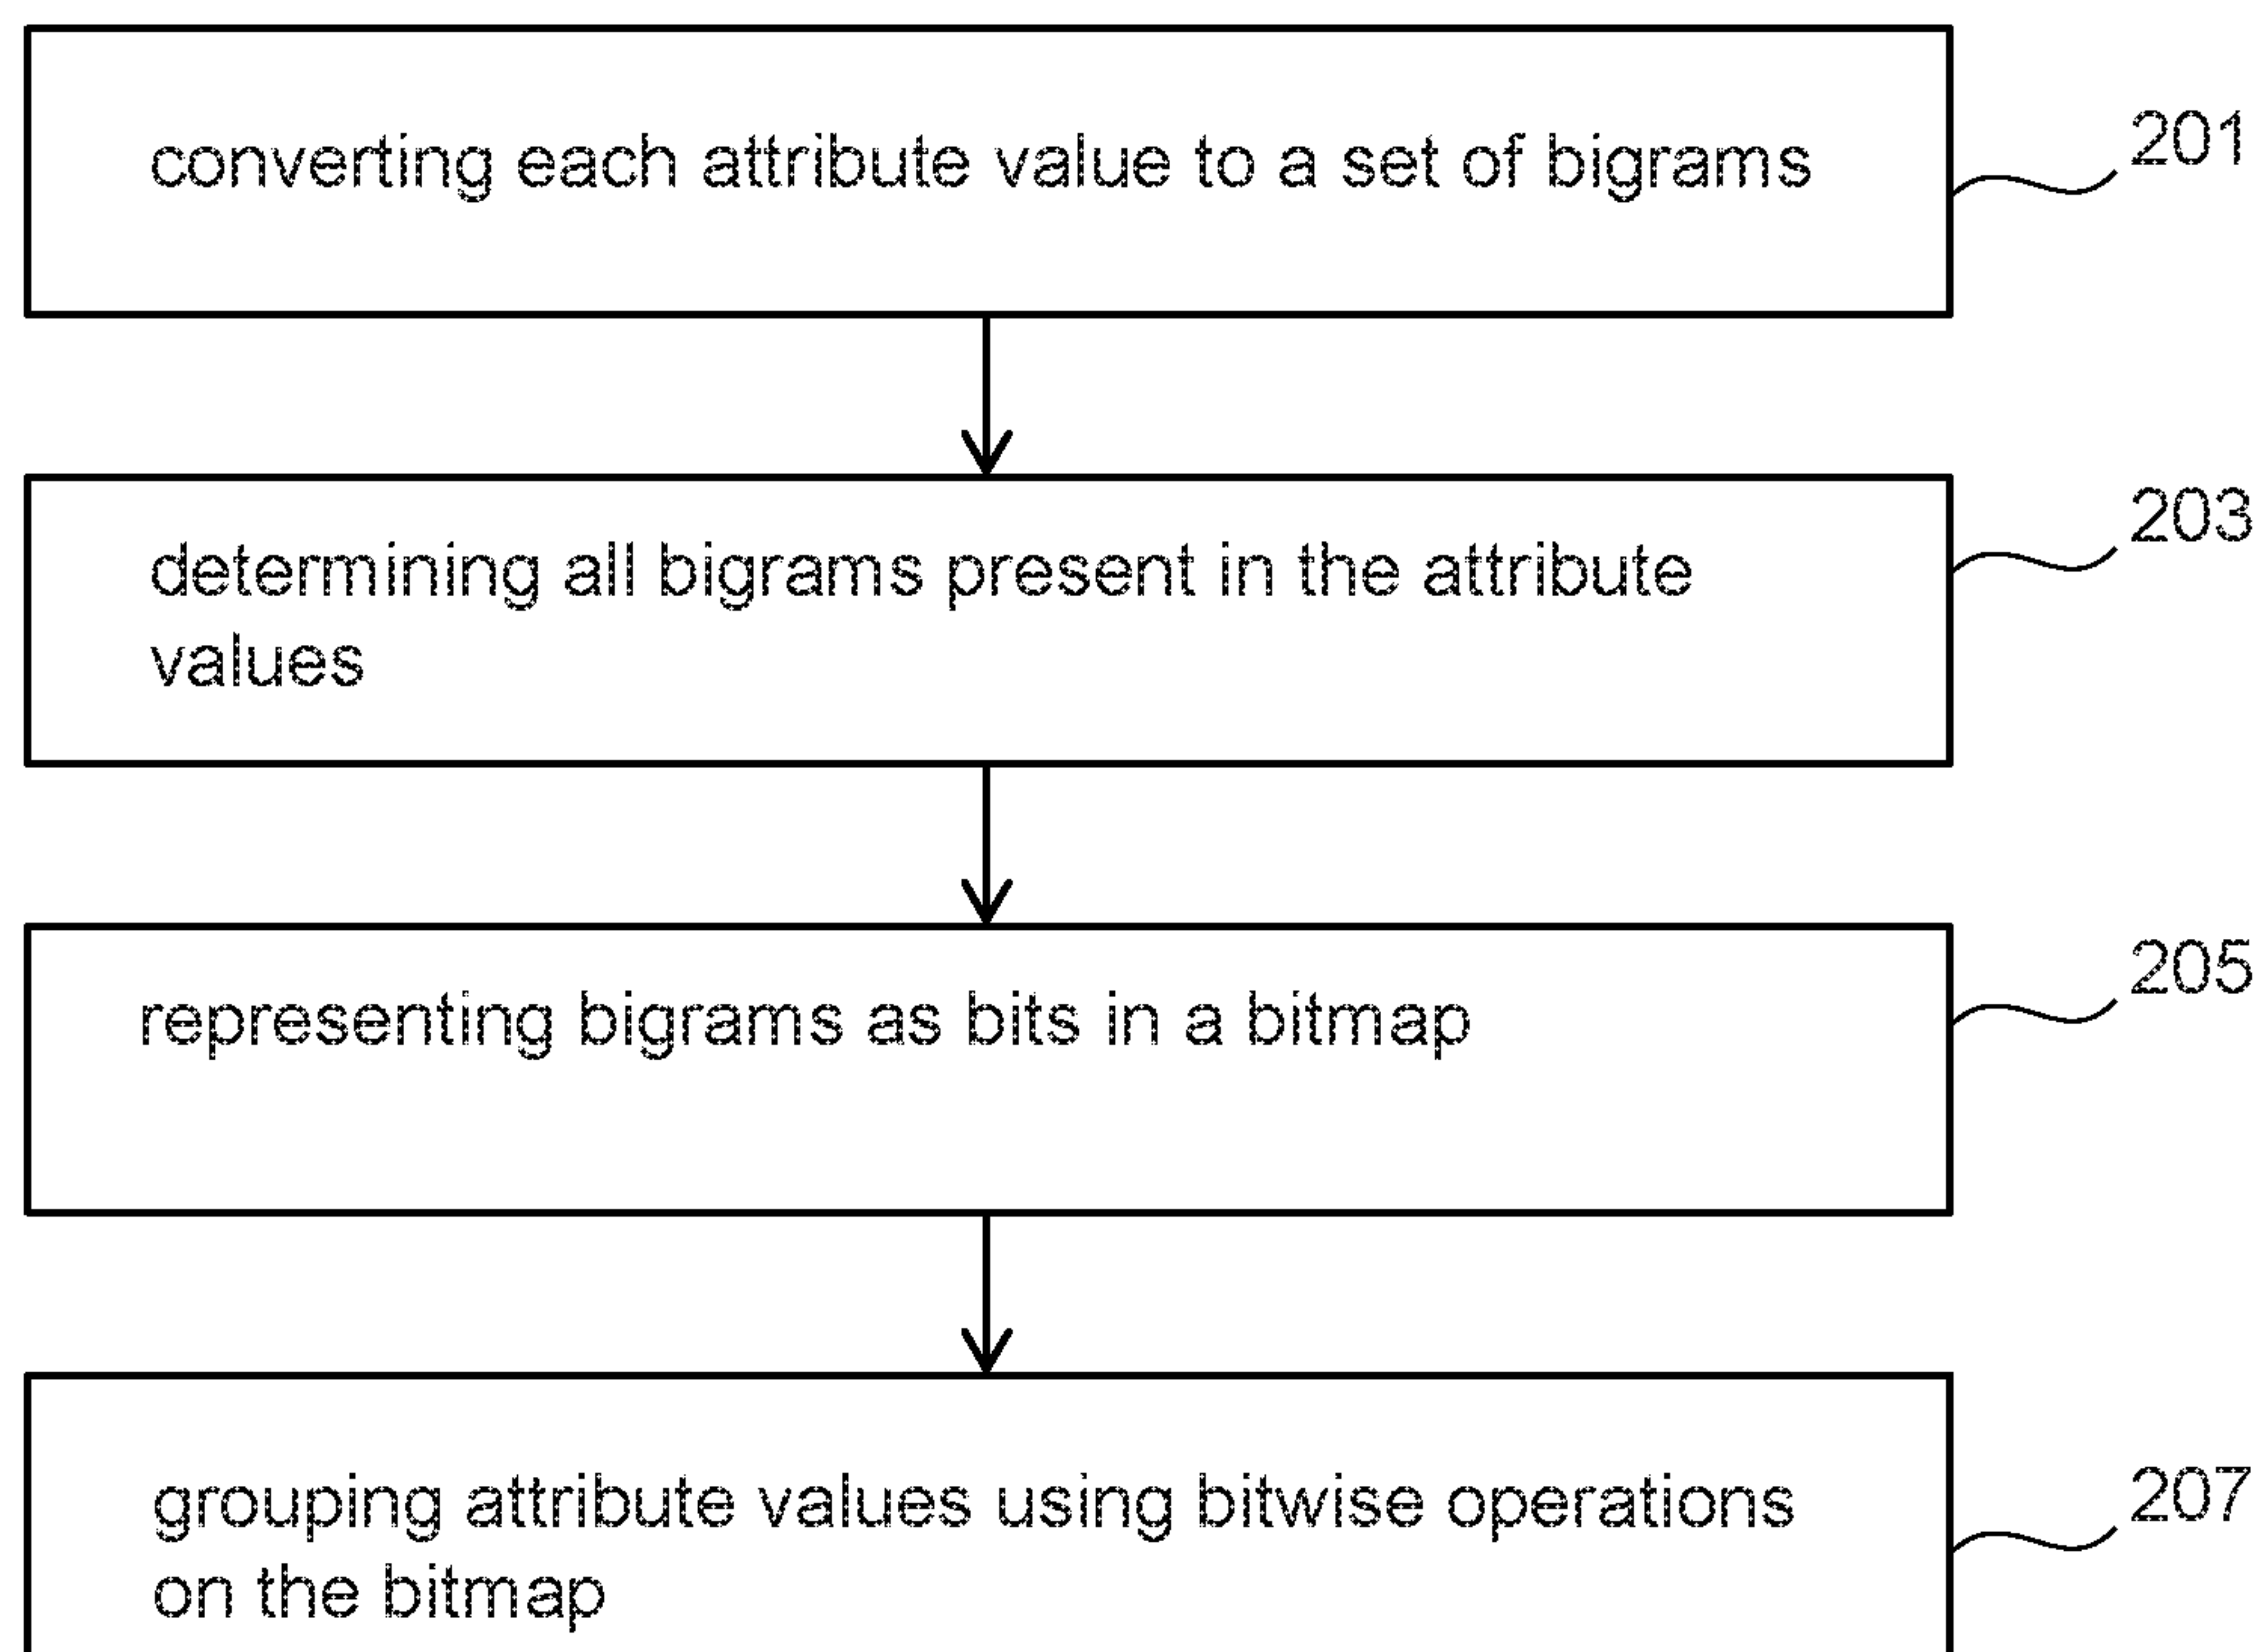 converting each attribute value to a set of bigrams
201
determining all bigrams present in the attribute
values
203
representing bigrams as bits in a bitmap
205
grouping attribute values using bitwise operations
on the bitmap
207